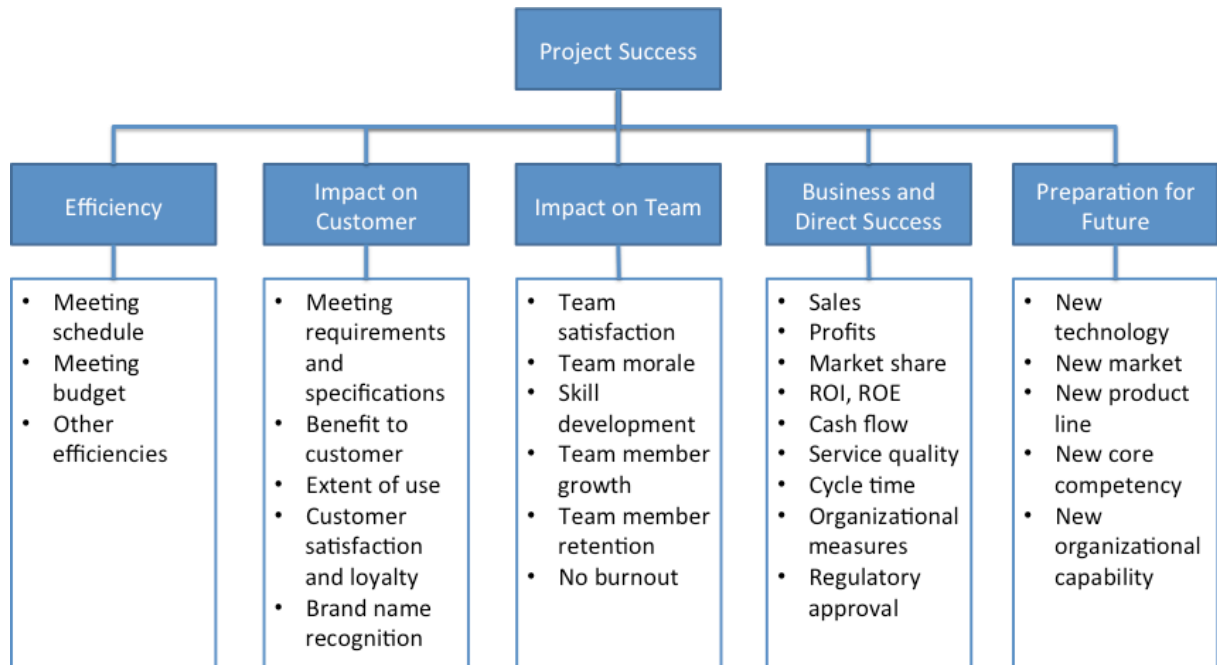 Project Success
Efficiency
Impact on
Customer
Impact on Team
Business and
Direct Success
Preparation for
Future
• Meeting
schedule
• Meeting
budget
• Other
efficiencies
• Meeting
requirements
and
specifications
• Benefit to
customer
• Extent of use
• Customer
satisfaction
and loyalty
• Brand name
recognition
• Team
satisfaction
• Team morale
• Skill
development
• Team member
growth
• Team member
retention
• No burnout
• Sales
• Profits
• Market share
• ROI, ROE
• Cash flow
• Service quality
• Cycle time
• Organizational
measures
• Regulatory
approval
• New
technology
• New market
• New product
line
• New core
competency
• New
organizational
capability